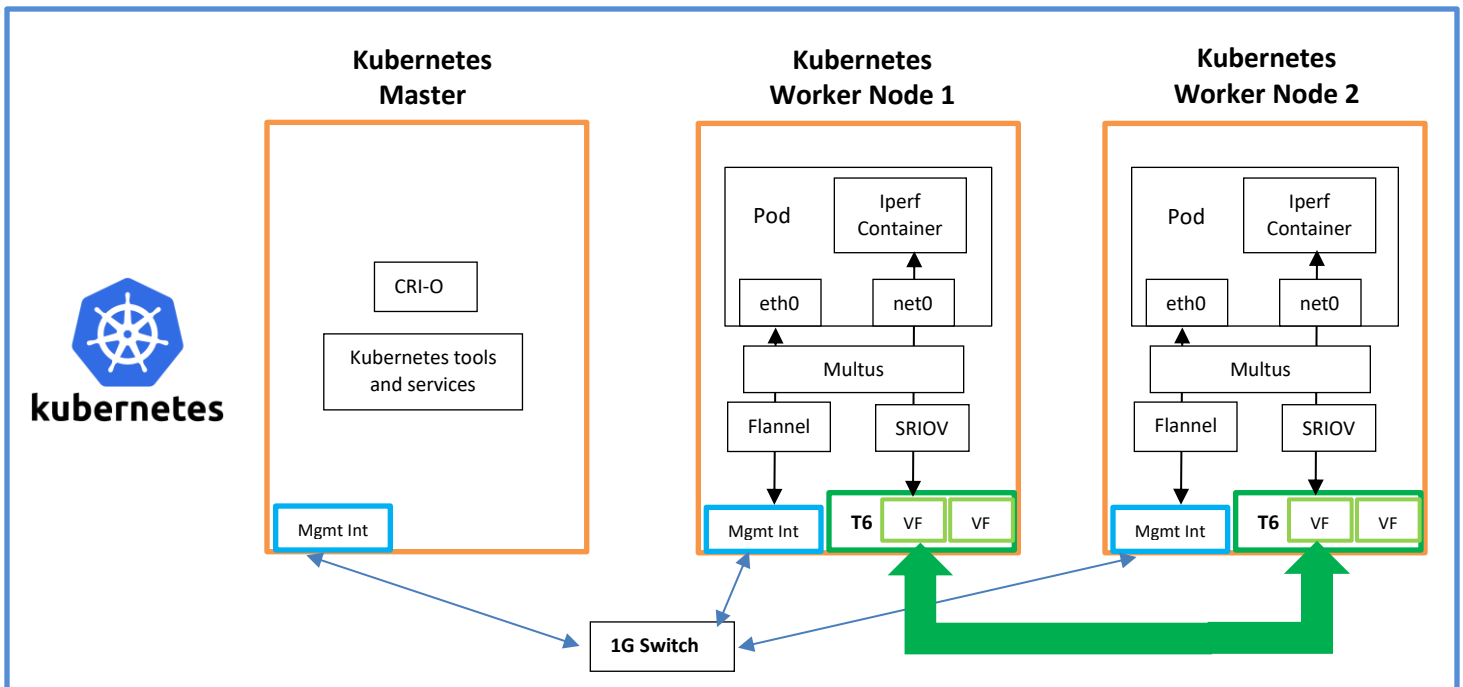 Kubernetes
Master
Kubernetes
Worker Node 1
Kubernetes
Worker Node 2
kubernetes
CRI-O
Kubernetes tools
and services
Mgmt Int
Pod
Iperf
Container
eth0
net0
Multus
Flannel
SRIOV
Mgmt Int
T6
VF
VF
Pod
Iperf
Container
eth0
net0
Multus
Flannel
SRIOV
Mgmt Int
T6
VF
VF
1G Switch